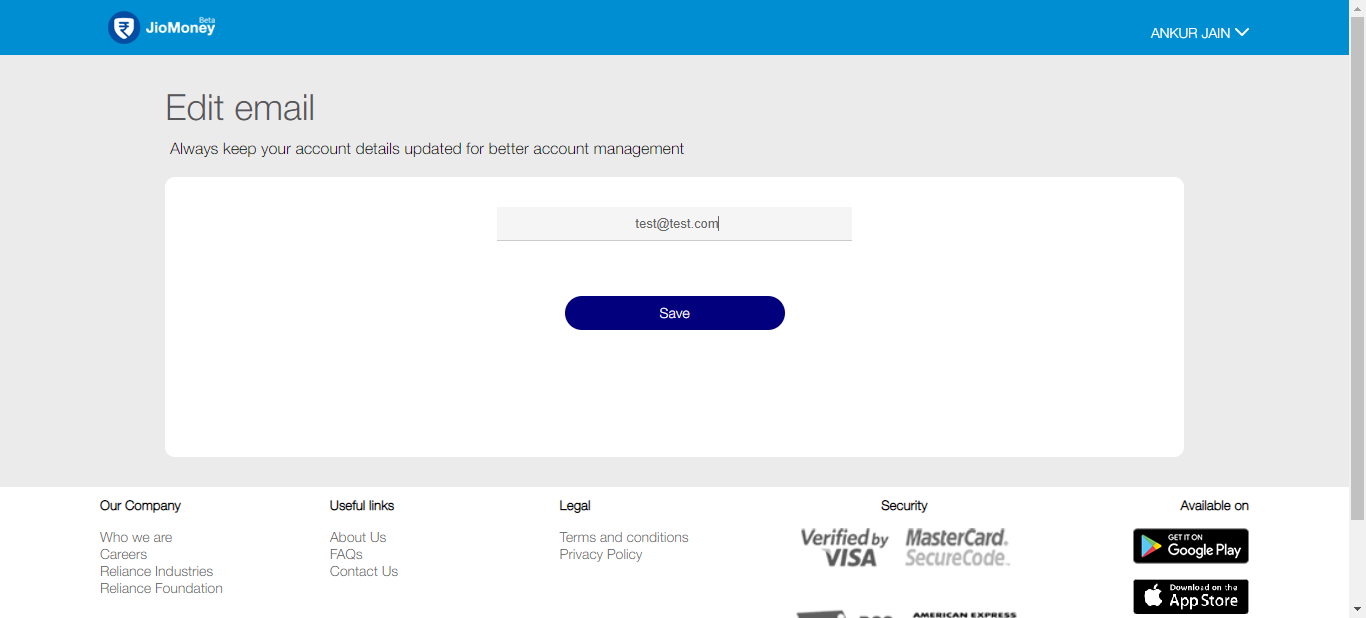 Beta
JioMoney
ANKUR JAIN
Edit email
Always keep your account details updated for better account management
test@test.com
Save
Our Company
Who we are
Careers
Reliance Industries
Reliance Foundation
Useful links
About Us
FAQs
Contact Us
Legal
Terms and conditions
Privacy Policy
Security
Verified by
VISA
MasterCard.
SecureCode.
AMERICAN EXPRESS
Available on
GET IT ON
Google Play
Download on the
App Store